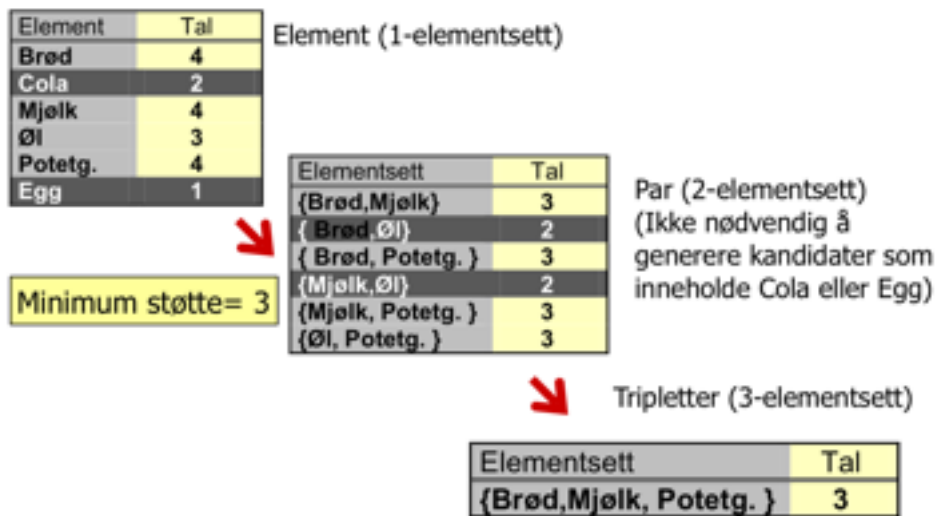 Element Tal
Brød 4
Cola 2
Mjølk 4
Øl 3
Potetg. 4
Egg 1
Element (1-elementsett)
Elementsett Tal
{Brød,Mjølk} 3
{ Brød,Øl} 2
{ Brød, Potetg. } 3
{Mjølk,Øl} 2
{Mjølk, Potetg. } 3
{Øl, Potetg. } 3
Par (2-elementsett)
(Ikke nødvendig å
generere kandidater som
inneholde Cola eller Egg)
Minimum støtte= 3
Tripletter (3-elementsett)
Elementsett Tal
{Brød,Mjølk, Potetg. } 3